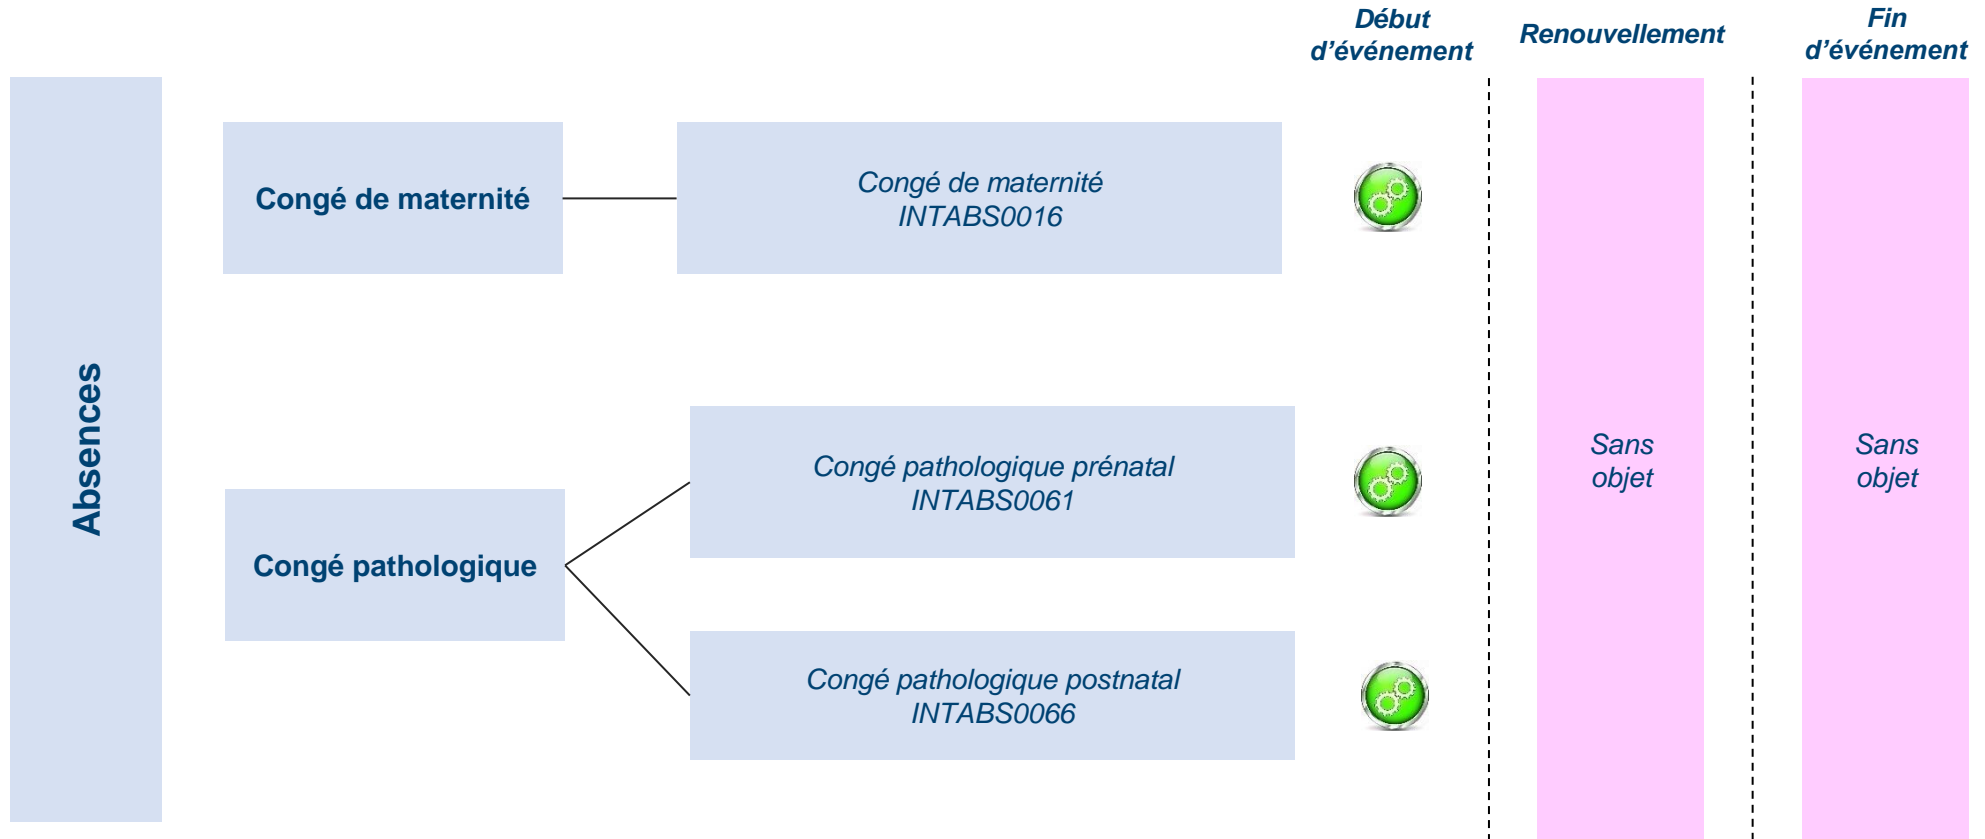 Début
d’événement
Renouvellement
Fin
d’événement
Absences
Congé de maternité
Congé de maternité
INTABS0016
Congé pathologique
Congé pathologique prénatal
INTABS0061
Congé pathologique postnatal
INTABS0066
Sans
objet
Sans
objet